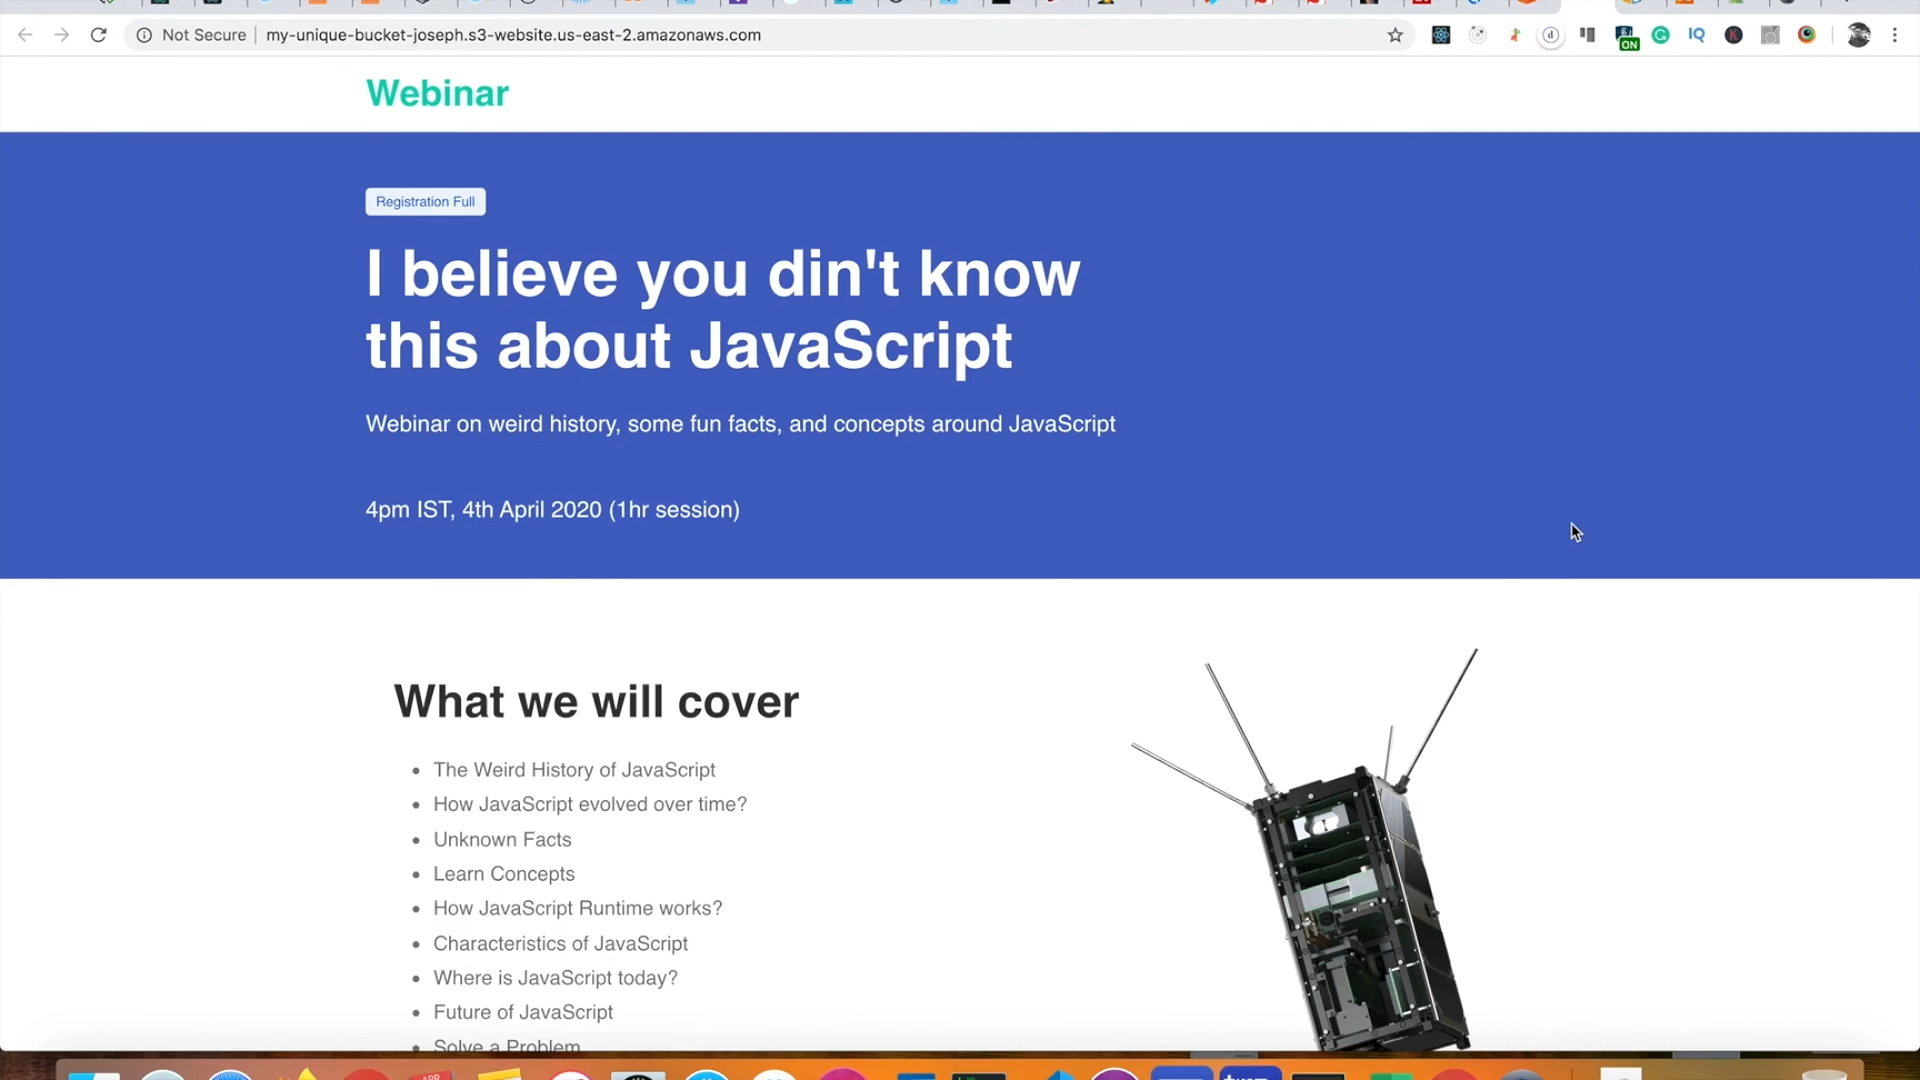 Not Secure
my-unique-bucket-joseph.s3-website.us-east-2.amazonaws.com
ON
IQ
Webinar
Registration Full
I believe you din't know
this about JavaScript
Webinar on weird history, some fun facts, and concepts around JavaScript
4pm IST, 4th April 2020 (1hr session)
What we will cover
The Weird History of JavaScript
How JavaScript evolved over time?
Unknown Facts
Learn Concepts
How JavaScript Runtime works?
Characteristics of JavaScript
Where is JavaScript today?
Future of JavaScript
Solve a Problem